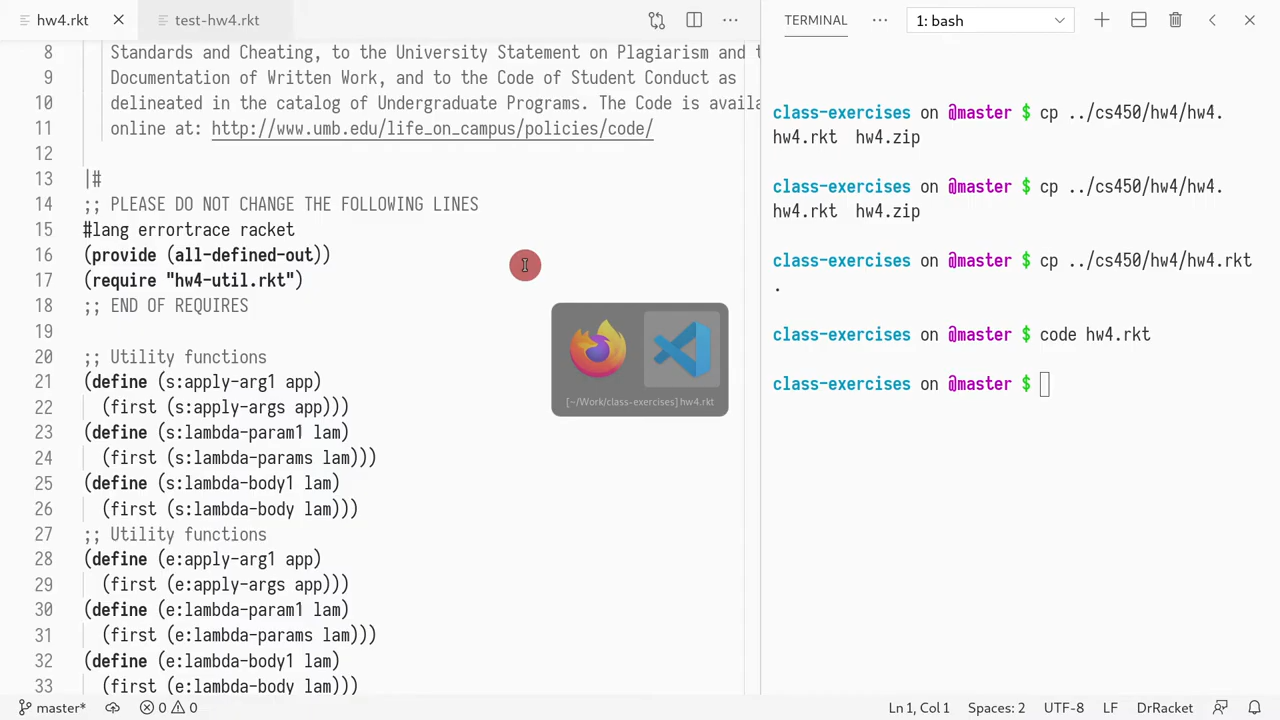 hw4.rkt
test-hw4.rkt
8 Standards and Cheating, to the University Statement on Plagiarism and t
9 Documentation of Written Work, and to the Code of Student Conduct as
10 delineated in the catalog of Undergraduate Programs. The Code is availa
11 online at: http://www.umb.edu/life_on_campus/policies/code/
12
13 |#
14 ;; PLEASE DO NOT CHANGE THE FOLLOWING LINES
15 #lang errortrace racket
16 (provide (all-defined-out))
17 (require "hw4-util.rkt")
18 ;; END OF REQUIRES
19
20 ;; Utility functions
21 (define (s:apply-arg1 app)
22 (first (s:apply-args app)))
23 (define (s:lambda-param1 lam)
24 (first (s:lambda-params lam)))
25 (define (s:lambda-body1 lam)
26 (first (s:lambda-body lam)))
27 ;; Utility functions
28 (define (e:apply-arg1 app)
29 (first (e:apply-args app)))
30 (define (e:lambda-param1 lam)
31 (first (e:lambda-params lam)))
32 (define (e:lambda-body1 lam)
33 (first (e:lambda-body lam)))
[~/Work/class-exercises] hw4.rkt
TERMINAL
1: bash
class-exercises on @master $ cp ../cs450/hw4/hw4.
hw4.rkt hw4.zip
class-exercises on @master $ cp ../cs450/hw4/hw4.
hw4.rkt hw4.zip
class-exercises on @master $ cp ../cs450/hw4/hw4.rkt
.
class-exercises on @master $ code hw4.rkt
class-exercises on @master $
master*
0
0
Ln 1, Col 1
Spaces: 2
UTF-8
LF
DrRacket